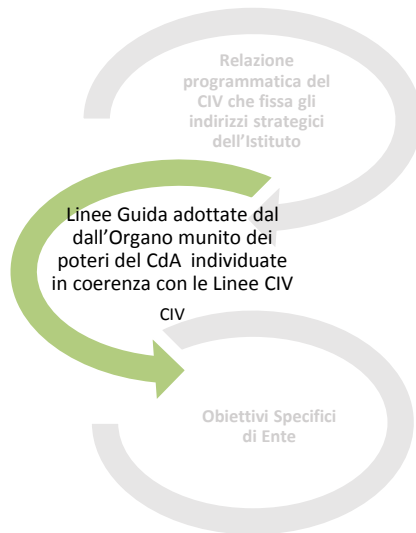 Relazione
programmatica del
CIV che fissa gli
indirizzi strategici
dell'Istituto
Linee Guida adottate dal
dall'Organo munito dei
poteri del CdA individuate
in coerenza con le Linee CIV
CIV
Obiettivi Specifici
di Ente